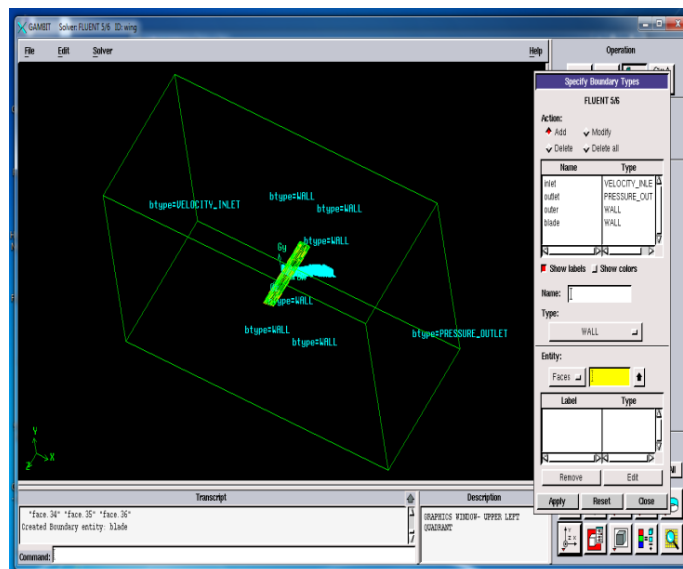 GAMBIT Solver: FLUENT 5/6 ID: wing
File Edit Solver Help
Operation
Specify Boundary Types
FLUENT 5/6
Action:
Add Modify
Delete Delete all
Name Type
inlet VELOCITY_INLE
outlet PRESSURE_OUT
outer WALL
blade WALL
Show labels Show colors
Name:
Type:
WALL
Entity:
Faces
Label Type
Remove Edit
Apply Reset Close
btype=VELOCITY_INLET
btype=WALL
btype=WALL
btype=WALL
Gy
btype=WALL
btype=WALL
btype=WALL
btype=PRESSURE_OUTLET
Y
Z X
Transcript
"face.34" "face.35" "face.36"
Created Boundary entity: blade
Command:
Description
GRAPHICS WINDOW- UPPER LEFT
QUADRANT